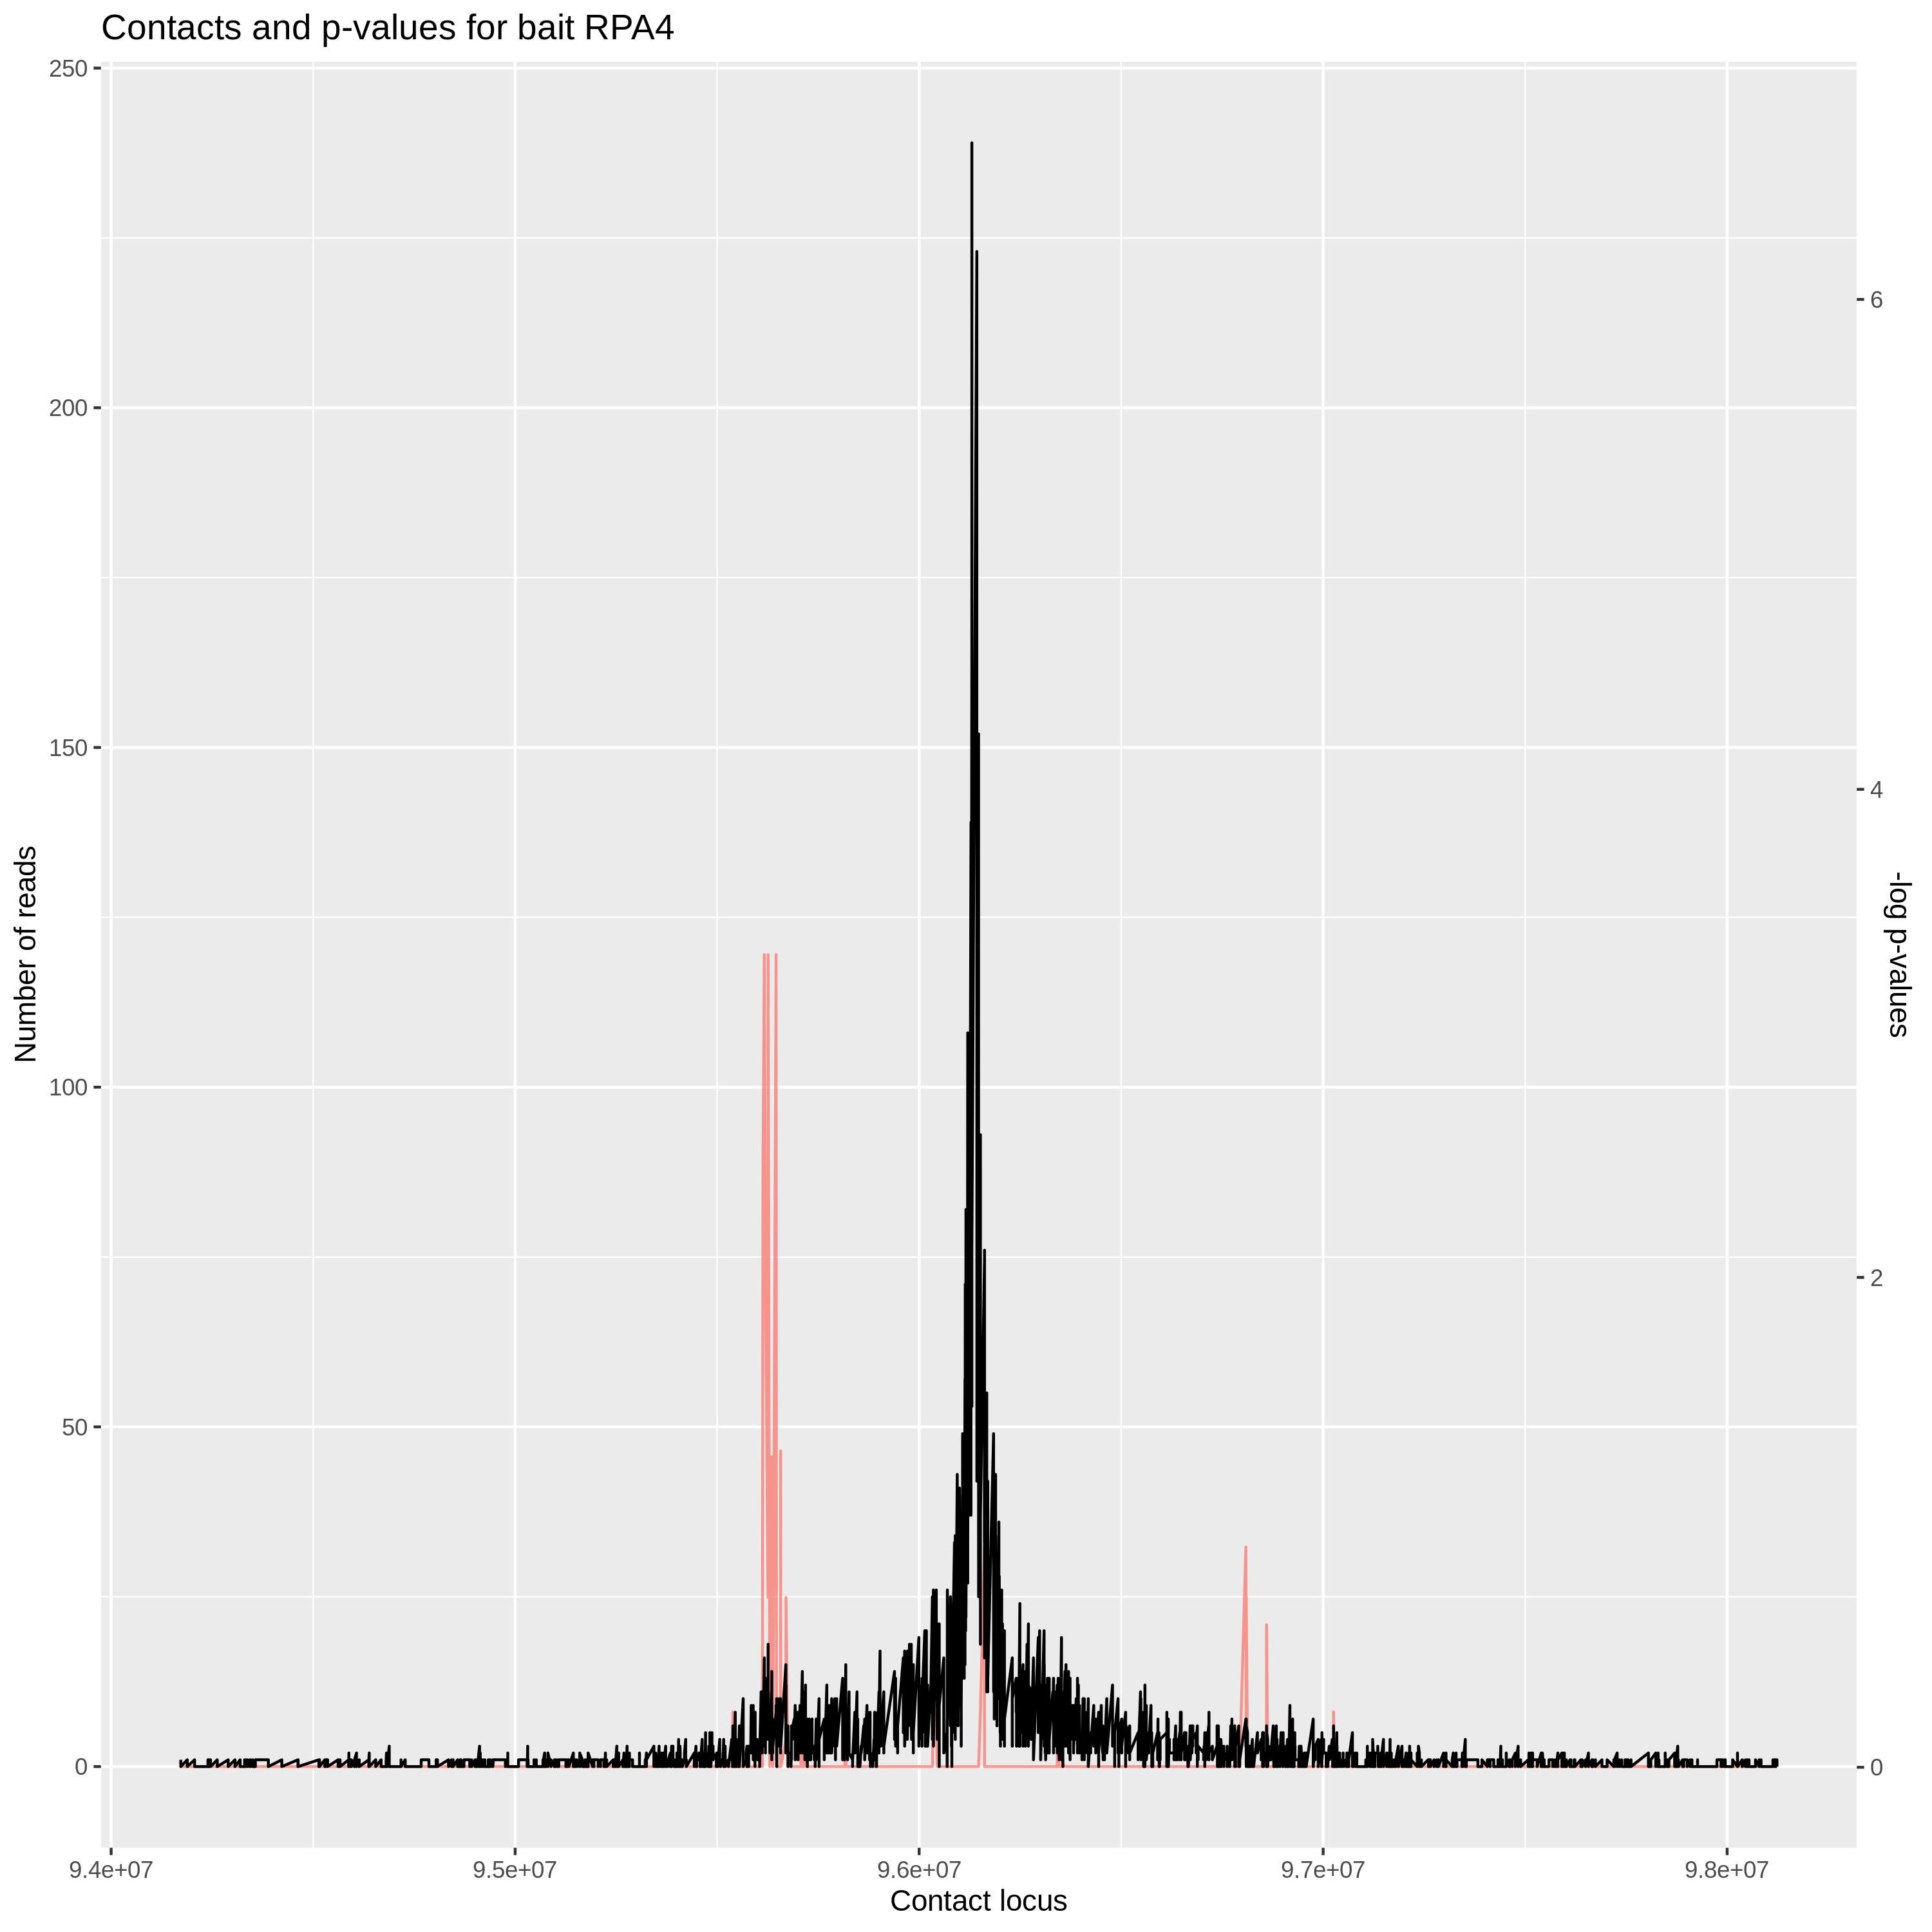 Contacts and p-values for bait RPA4
250
200
150
100
50
0
Number of reads
6
4
2
0
-log p-values
9.4e+07
9.5e+07
9.6e+07
9.7e+07
9.8e+07
Contact locus